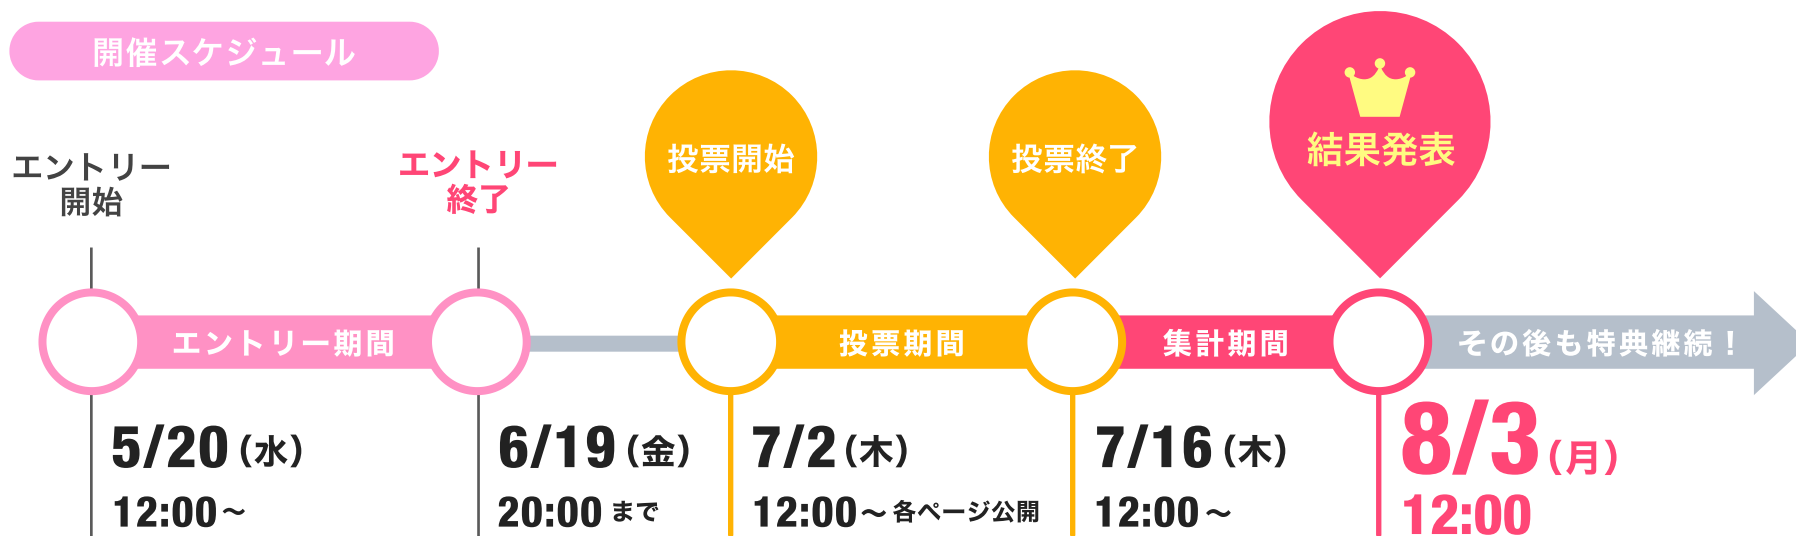 開催スケジュール
エントリー
開始
エントリー
終了
投票開始
投票終了
結果発表
エントリー期間
投票期間
集計期間
その後も特典継続！
5/20（水）
12:00～
6/19（金）
20:00 まで
7/2（木）
12:00～各ページ公開
7/16（木）
12:00～
8/3（月）
12:00